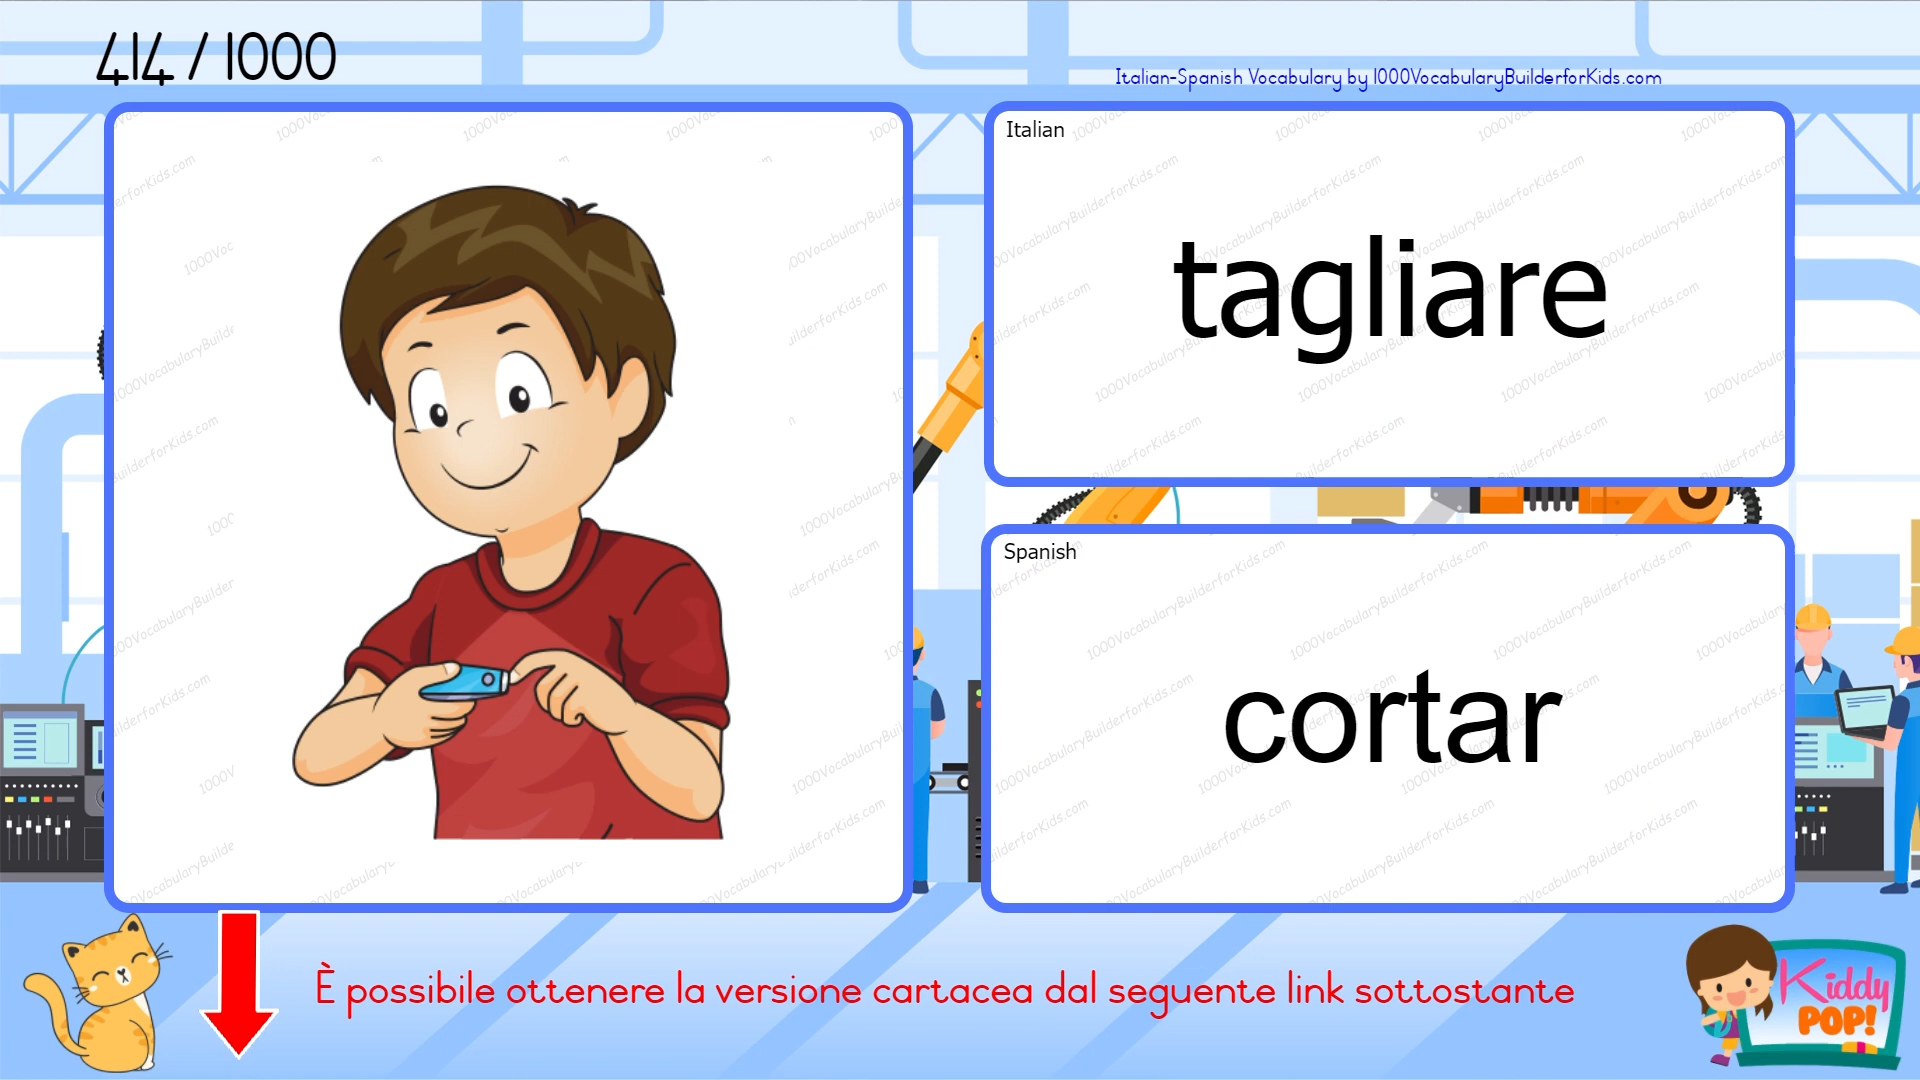 414 / 1000
Italian-Spanish Vocabulary by 1000VocabularyBuilderforKids.com
Italian
tagliare
Spanish
cortar
È possibile ottenere la versione cartacea dal seguente link sottostante
Kiddy
POP!